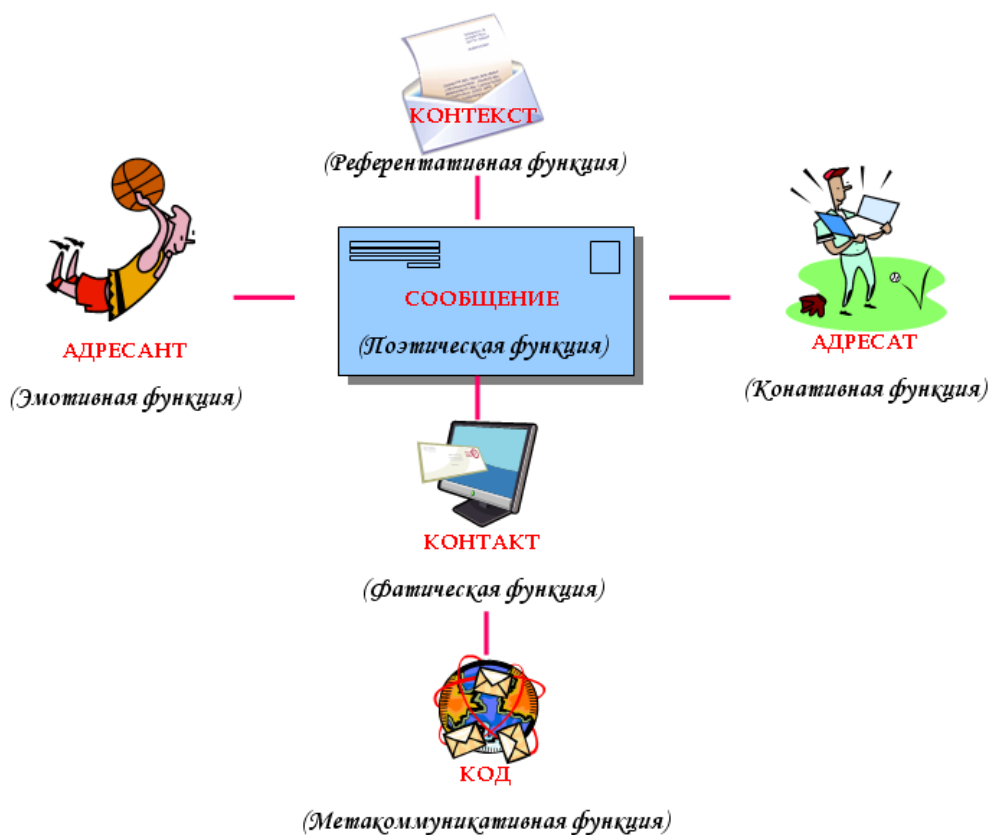 КОНТЕКСТ
(Референтативная функция)
СООБЩЕНИЕ
(Поэтическая функция)
АДРЕСАНТ
(Эмотивная функция)
АДРЕСАТ
(Конативная функция)
КОНТАКТ
(Фатическая функция)
КОД
(Метакоммуникативная функция)